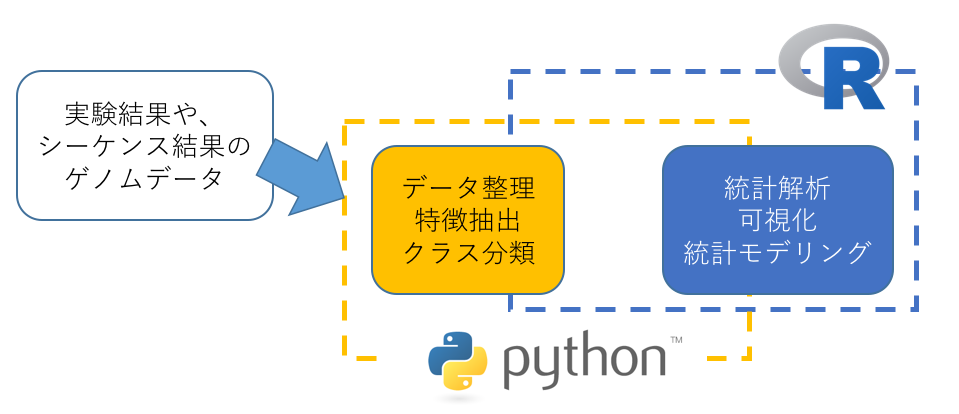 R
実験結果や、
シーケンス結果の
ゲノムデータ
データ整理
特徴抽出
クラス分類
統計解析
可視化
統計モデリング
python™